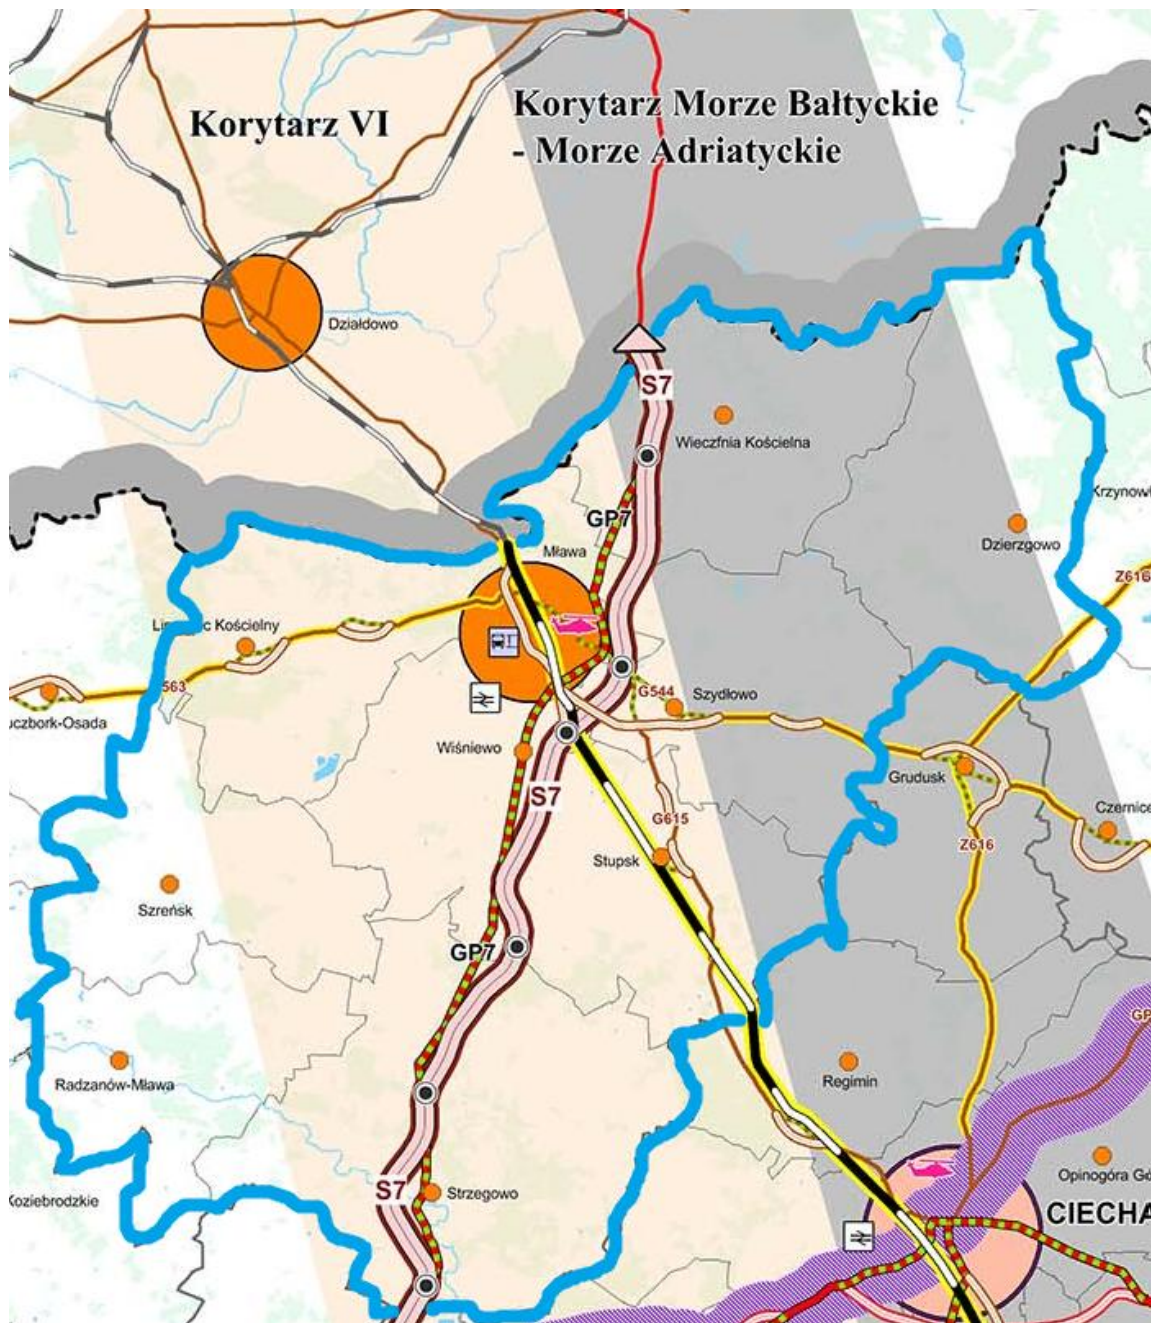 Korytarz VI
Korytarz Morze Bałtyckie
- Morze Adriatyckie
Działdowo
S7
Wieczfnia Kościelna
Krzynow
GP7
Dzierzgowo
Mława
Z616
Kościelny
563
G544
Szydłowo
uczbork-Osada
Wiśniewo
Grudusk
S7
Czernice
G615
Z616
Stupsk
Szreńsk
GP7
GP
Radzanów-Mława
Regimin
Opinogóra Gó
S7
Strzegowo
Koziebrodzkie
CIECHA